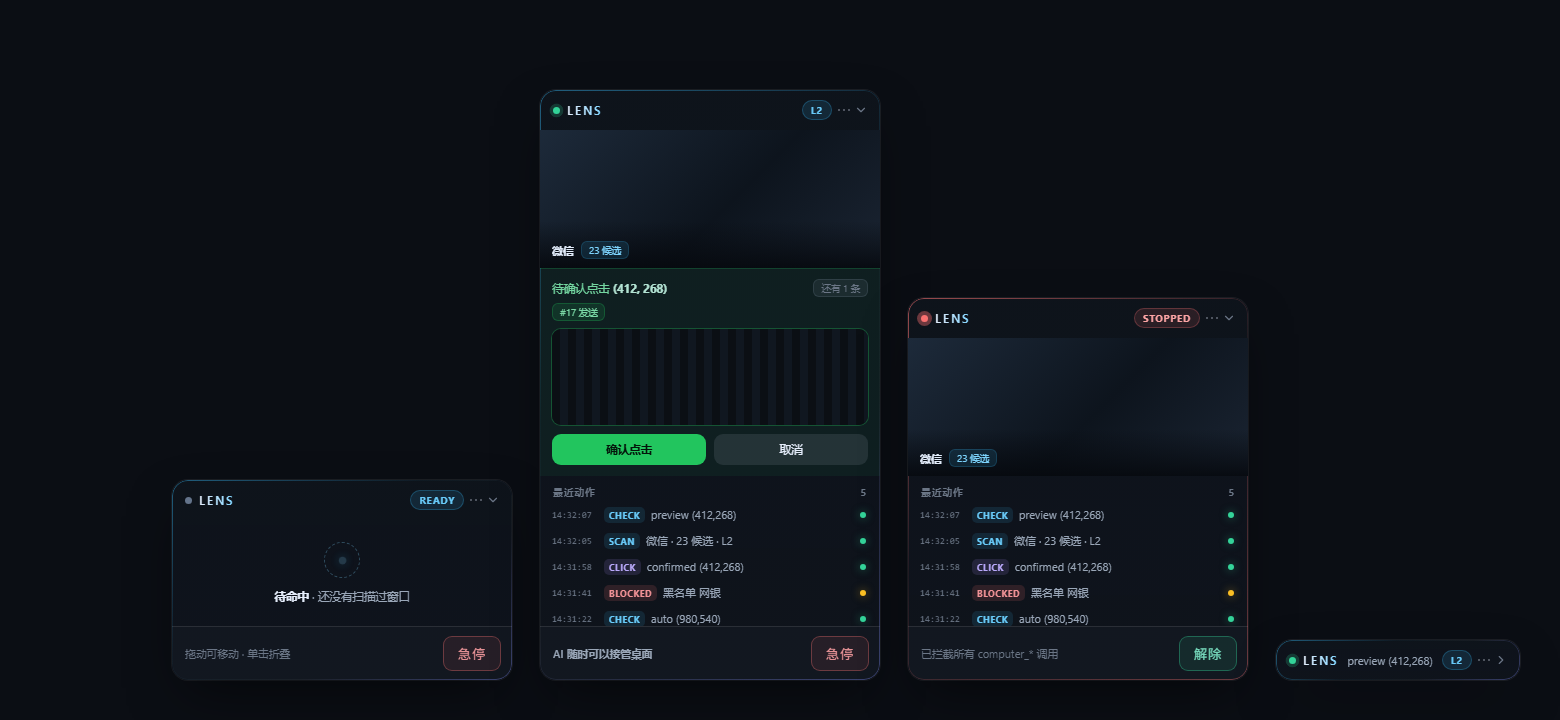 LENS READY ···
待命中 · 还没有扫描过窗口
拖动可移动 · 单击折叠 急停
LENS L2 ···
微信 23 候选
待确认点击 (412, 268) 还有 1 条
#17 发送
确认点击 取消
最近动作 5
14:32:07 CHECK preview (412,268)
14:32:05 SCAN 微信 · 23 候选 · L2
14:31:58 CLICK confirmed (412,268)
14:31:41 BLOCKED 黑名单 网银
14:31:22 CHECK auto (980,540)
AI 随时可以接管桌面 急停
LENS STOPPED ···
微信 23 候选
最近动作 5
14:32:07 CHECK preview (412,268)
14:32:05 SCAN 微信 · 23 候选 · L2
14:31:58 CLICK confirmed (412,268)
14:31:41 BLOCKED 黑名单 网银
14:31:22 CHECK auto (980,540)
已拦截所有 computer_* 调用 解除
LENS preview (412,268) L2 ···